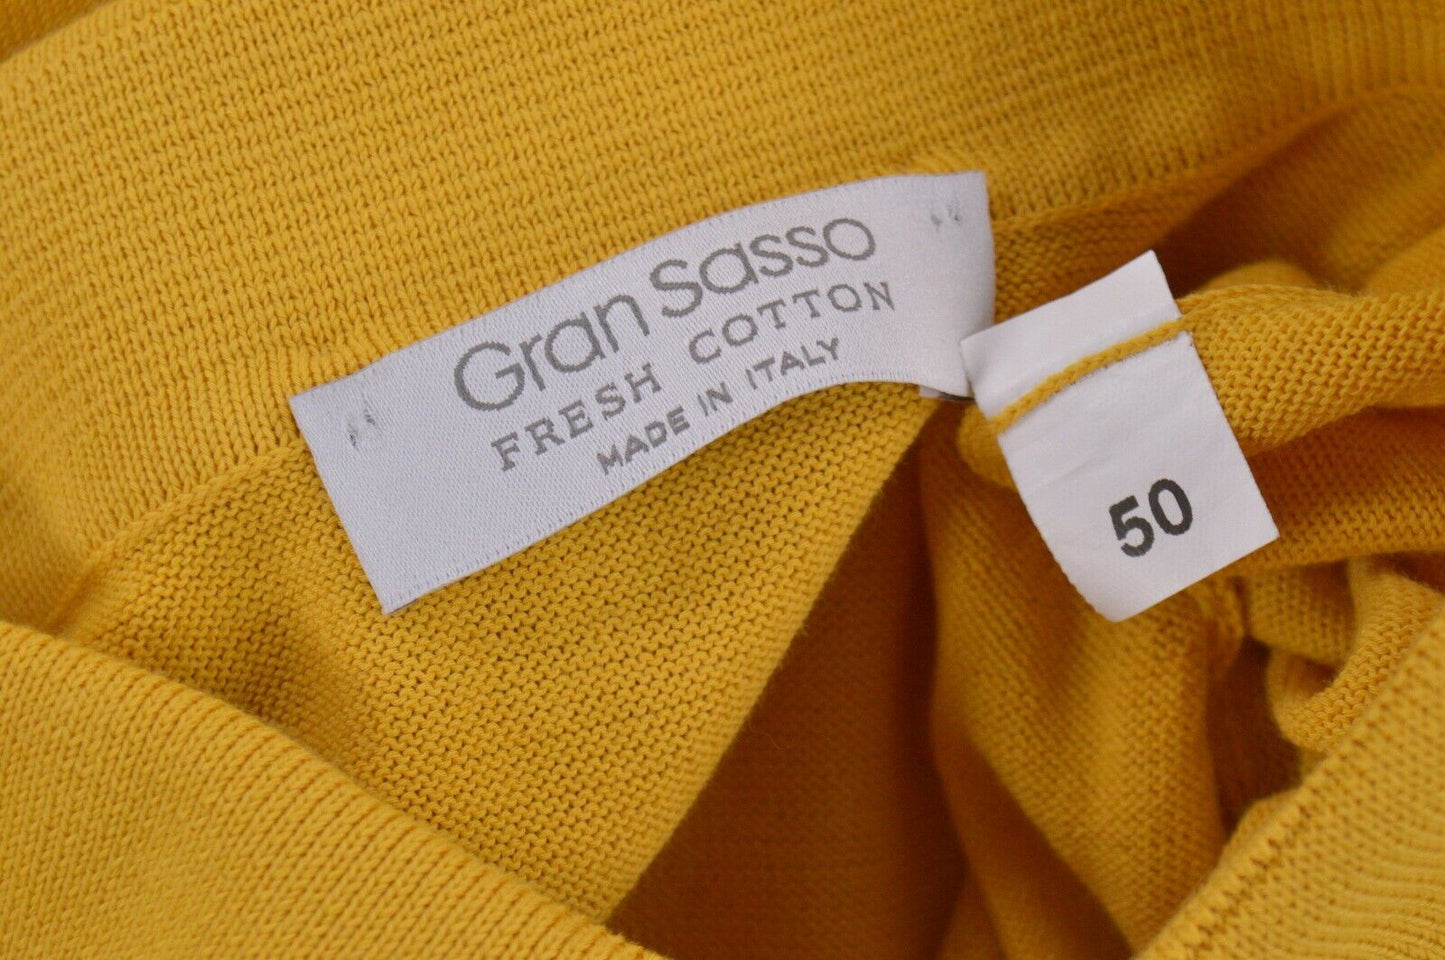 Gran Sasso
FRESH COTTON
MADE IN ITALY
50